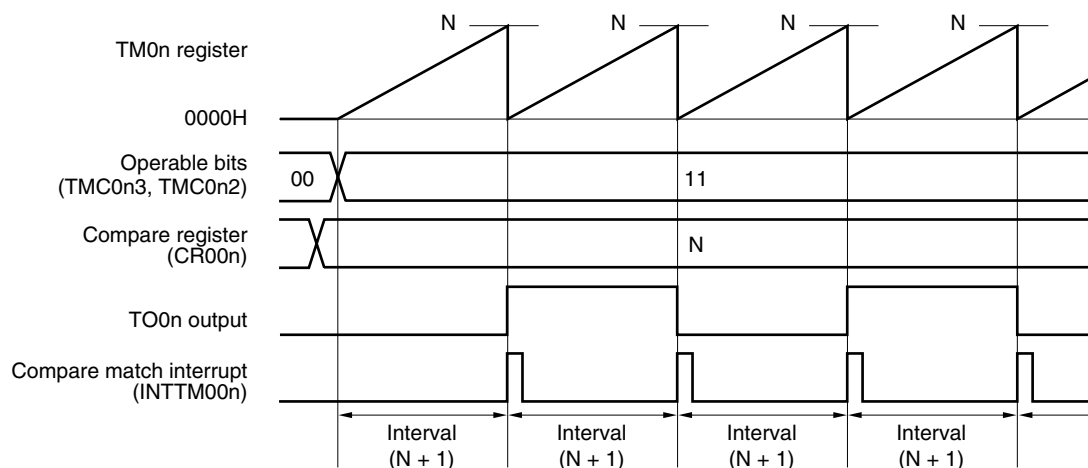 N N N N
TM0n register
0000H
Operable bits
(TMC0n3, TMC0n2)
00 11
Compare register
(CR00n)
N
TO0n output
Compare match interrupt
(INTTM00n)
Interval Interval Interval Interval
(N + 1) (N + 1) (N + 1) (N + 1)